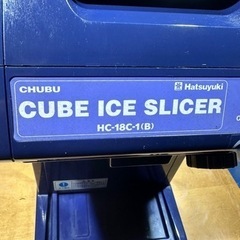 CHUBU
Hatsuyuki
CUBE ICE SLICER
HC-18C-1(B)